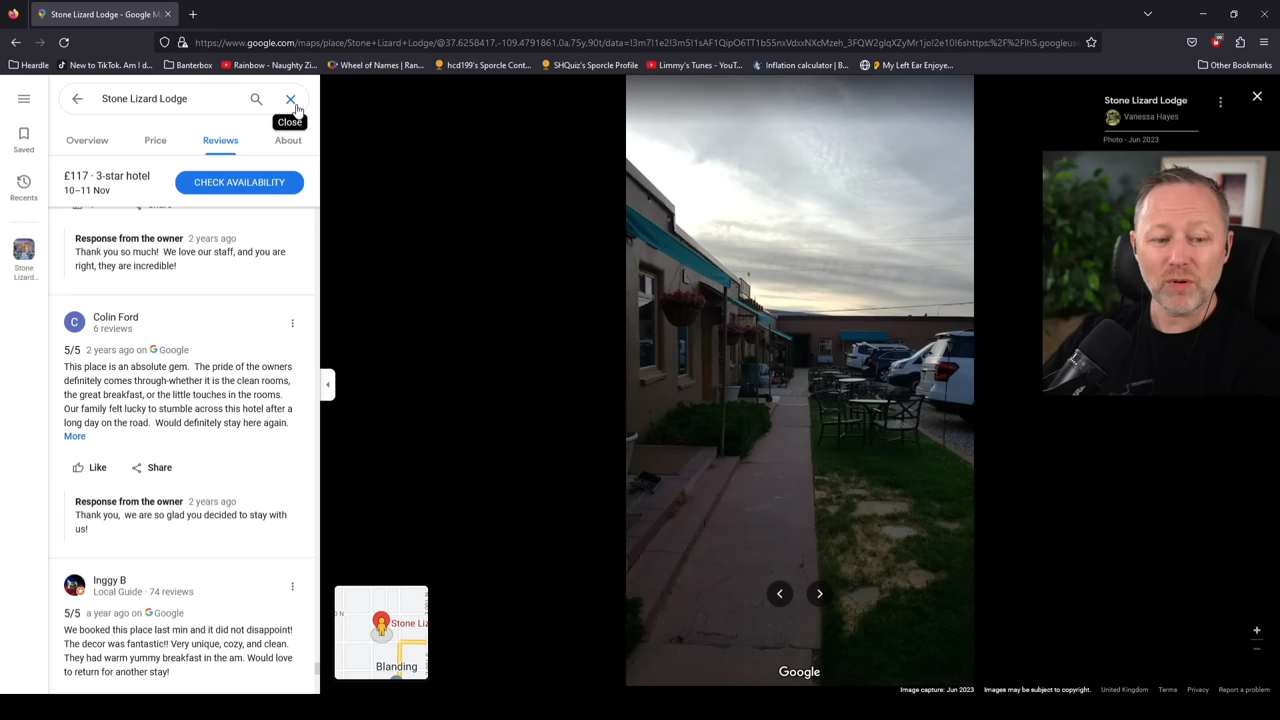 Stone Lizard Lodge - Google M
https://www.google.com/maps/place/Stone+Lizard+Lodge/@37.6258417,-109.4791861,0a,75y,90t/data=
Heardle
New to TikTok. Am I d...
Banterbox
Rainbow - Naughty Zi...
Wheel of Names | Ran...
hcd199's Sporcle Cont...
SHQuiz's Sporcle Profile
Limmy's Tunes - YouT...
Inflation calculator | B...
My Left Ear Enjoye...
Other Bookmarks
Stone Lizard Lodge
Close
Saved
Recents
Stone
Lizard...
Overview
Price
Reviews
About
£117 · 3-star hotel
10–11 Nov
CHECK AVAILABILITY
Response from the owner 2 years ago
Thank you so much! We love our staff, and you are
right, they are incredible!
C
Colin Ford
6 reviews
5/5 2 years ago on Google
This place is an absolute gem. The pride of the owners
definitely comes through-whether it is the clean rooms,
the great breakfast, or the little touches in the rooms.
Our family felt lucky to stumble across this hotel after a
long day on the road. Would definitely stay here again.
More
Like
Share
Response from the owner 2 years ago
Thank you, we are so glad you decided to stay with
us!
Inggy B
Local Guide · 74 reviews
5/5 a year ago on Google
We booked this place last min and it did not disappoint!
The decor was fantastic!! Very unique, cozy, and clean.
They had warm yummy breakfast in the am. Would love
to return for another stay!
Stone Liz
Blanding
Google
Stone Lizard Lodge
Vanessa Hayes
Photo - Jun 2023
Image capture: Jun 2023
Images may be subject to copyright.
United Kingdom
Terms
Privacy
Report a problem